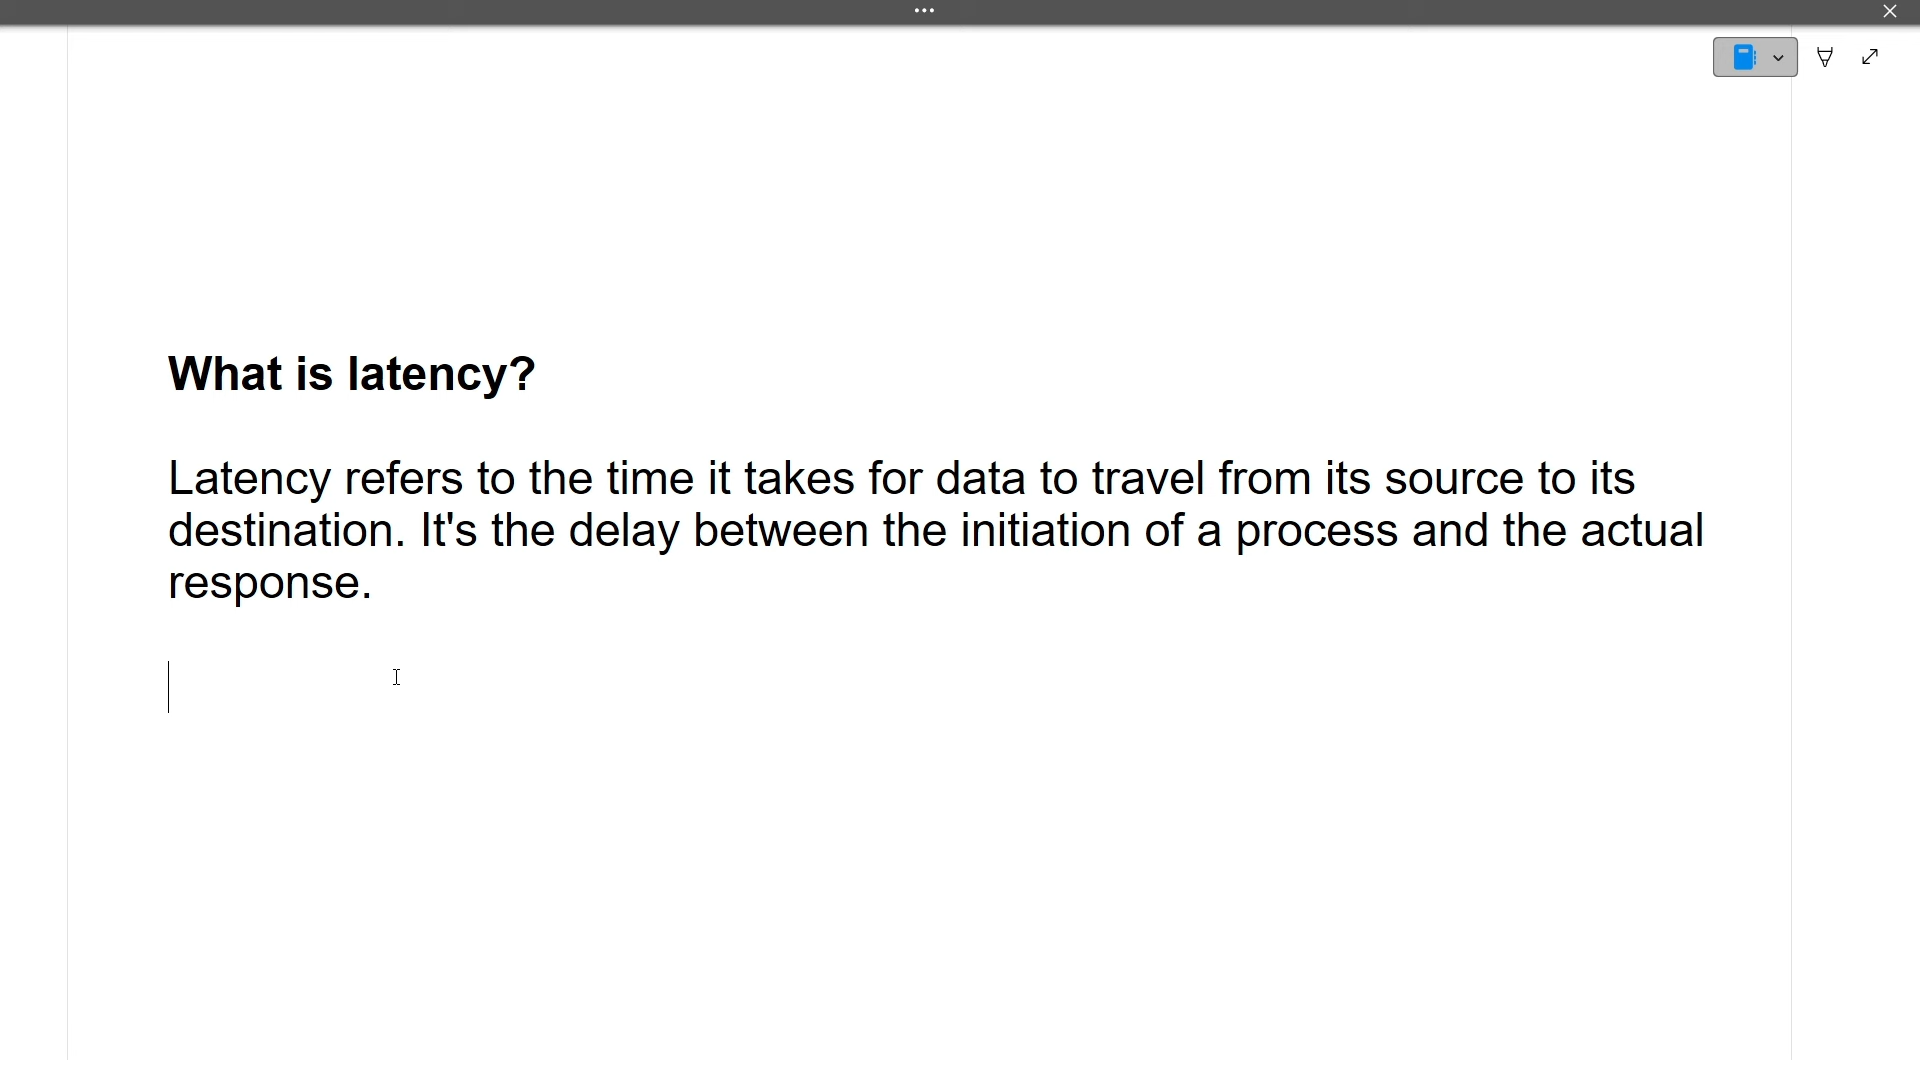 What is latency?
Latency refers to the time it takes for data to travel from its source to its
destination. It's the delay between the initiation of a process and the actual
response.